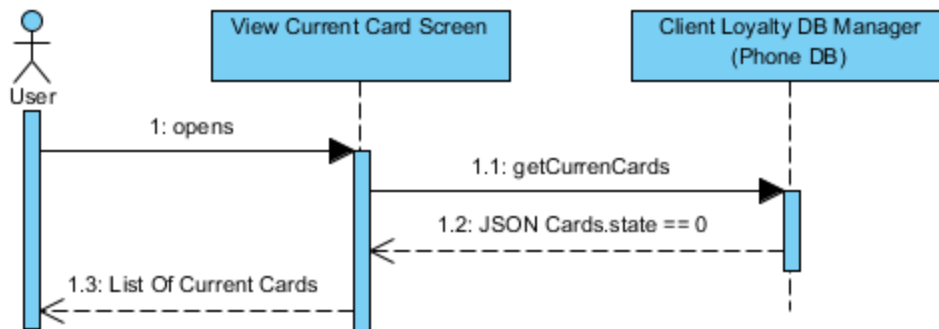 View Current Card Screen
Client Loyalty DB Manager
(Phone DB)
User
1: opens
1.1: getCurrenCards
1.2: JSON Cards.state == 0
1.3: List Of Current Cards